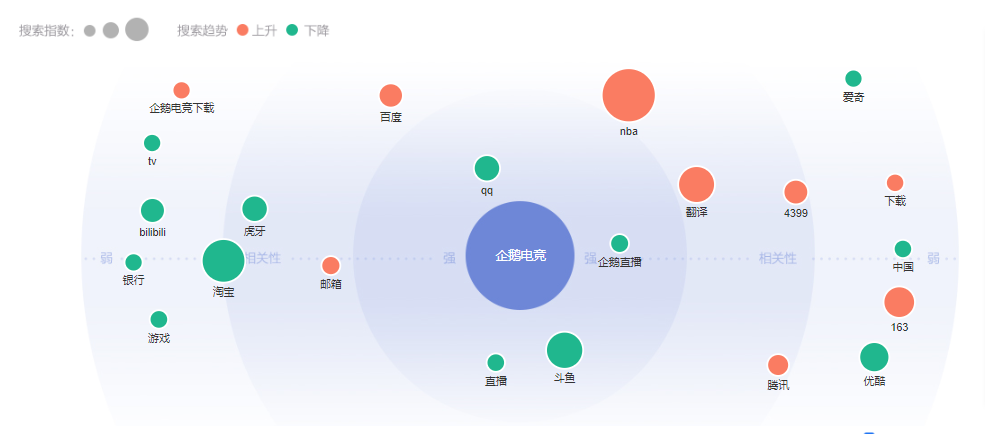 搜索指数：
搜索趋势 上升 下降
企鹅电竞下载
百度
nba
爱奇
tv
qq
翻译
4399
下载
bilibili
虎牙
弱
相关性
强
企鹅电竞
强
企鹅直播
相关性
中国
弱
银行
淘宝
邮箱
163
游戏
直播
斗鱼
腾讯
优酷